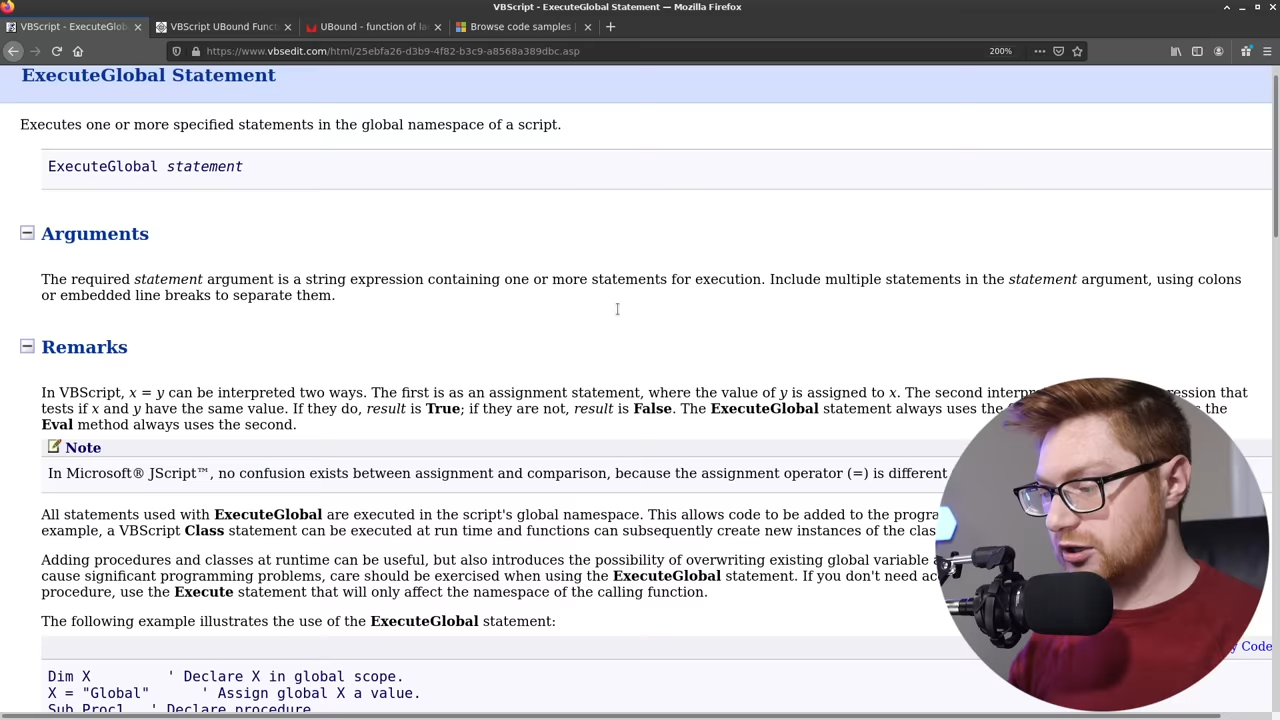 VBScript - ExecuteGlobal Statement — Mozilla Firefox
VBScript - ExecuteGloba
VBScript UBound Funct
UBound - function of la
Browse code samples
https://www.vbsedit.com/html/25ebfa26-d3b9-4f82-b3c9-a8568a389dbc.asp
200%
ExecuteGlobal Statement
Executes one or more specified statements in the global namespace of a script.
ExecuteGlobal statement
Arguments
The required statement argument is a string expression containing one or more statements for execution. Include multiple statements in the statement argument, using colons
or embedded line breaks to separate them.
Remarks
In VBScript, x = y can be interpreted two ways. The first is as an assignment statement, where the value of y is assigned to x. The second interpre expression that
tests if x and y have the same value. If they do, result is True; if they are not, result is False. The ExecuteGlobal statement always uses the the
Eval method always uses the second.
Note
In Microsoft® JScript™, no confusion exists between assignment and comparison, because the assignment operator (=) is different
All statements used with ExecuteGlobal are executed in the script's global namespace. This allows code to be added to the progra
example, a VBScript Class statement can be executed at run time and functions can subsequently create new instances of the clas
Adding procedures and classes at runtime can be useful, but also introduces the possibility of overwriting existing global variable
cause significant programming problems, care should be exercised when using the ExecuteGlobal statement. If you don't need ac
procedure, use the Execute statement that will only affect the namespace of the calling function.
The following example illustrates the use of the ExecuteGlobal statement:
y Code
Dim X ' Declare X in global scope.
X = "Global" ' Assign global X a value.
Sub Proc1 ' Declare procedure